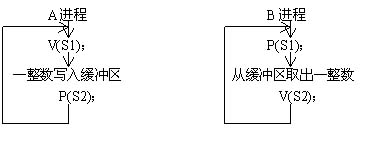 A进程
V(S1);
一整数写入缓冲区
P(S2);
B 进程
P(S1);
从缓冲区取出一整数
V(S2);